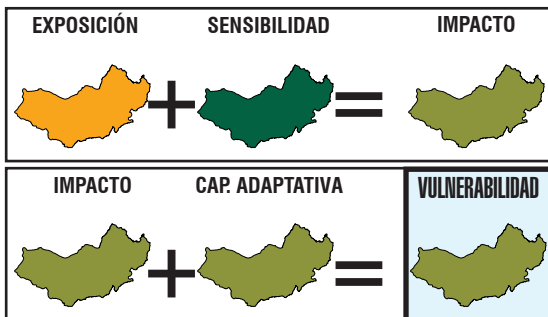 EXPOSICIÓN SENSIBILIDAD IMPACTO
+ =
IMPACTO CAP. ADAPTATIVA VULNERABILIDAD
+ =